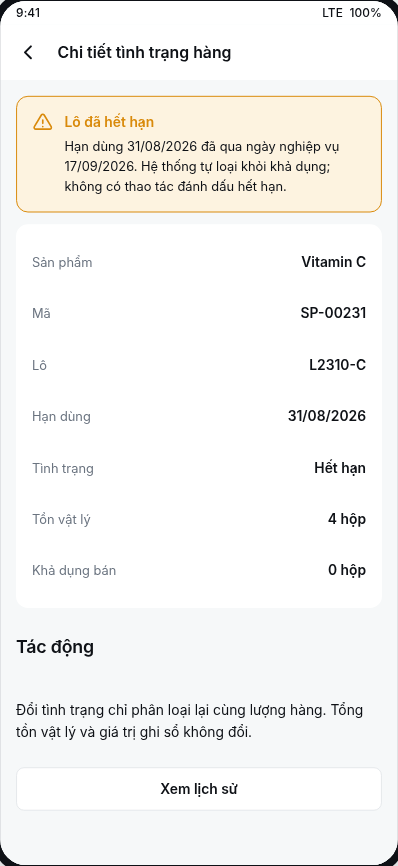 9:41 LTE 100%
Chi tiết tình trạng hàng
Lô đã hết hạn
Hạn dùng 31/08/2026 đã qua ngày nghiệp vụ
17/09/2026. Hệ thống tự loại khỏi khả dụng;
không có thao tác đánh dấu hết hạn.
Sản phẩm Vitamin C
Mã SP-00231
Lô L2310-C
Hạn dùng 31/08/2026
Tình trạng Hết hạn
Tồn vật lý 4 hộp
Khả dụng bán 0 hộp
Tác động
Đổi tình trạng chỉ phân loại lại cùng lượng hàng. Tổng
tồn vật lý và giá trị ghi sổ không đổi.
Xem lịch sử